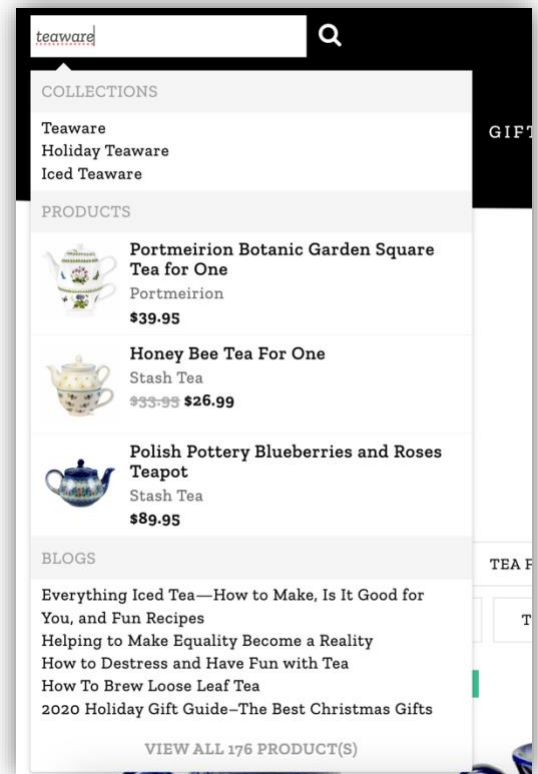 teaware
COLLECTIONS
GIFT
Teaware
Holiday Teaware
Iced Teaware
PRODUCTS
Portmeirion Botanic Garden Square
Tea for One
Portmeirion
$39.95
Honey Bee Tea For One
Stash Tea
$33.95 $26.99
Polish Pottery Blueberries and Roses
Teapot
Stash Tea
$89.95
BLOGS
TEA
Everything Iced Tea—How to Make, Is It Good for
You, and Fun Recipes
Helping to Make Equality Become a Reality
How to Destress and Have Fun with Tea
How To Brew Loose Leaf Tea
2020 Holiday Gift Guide–The Best Christmas Gifts
VIEW ALL 176 PRODUCT(S)